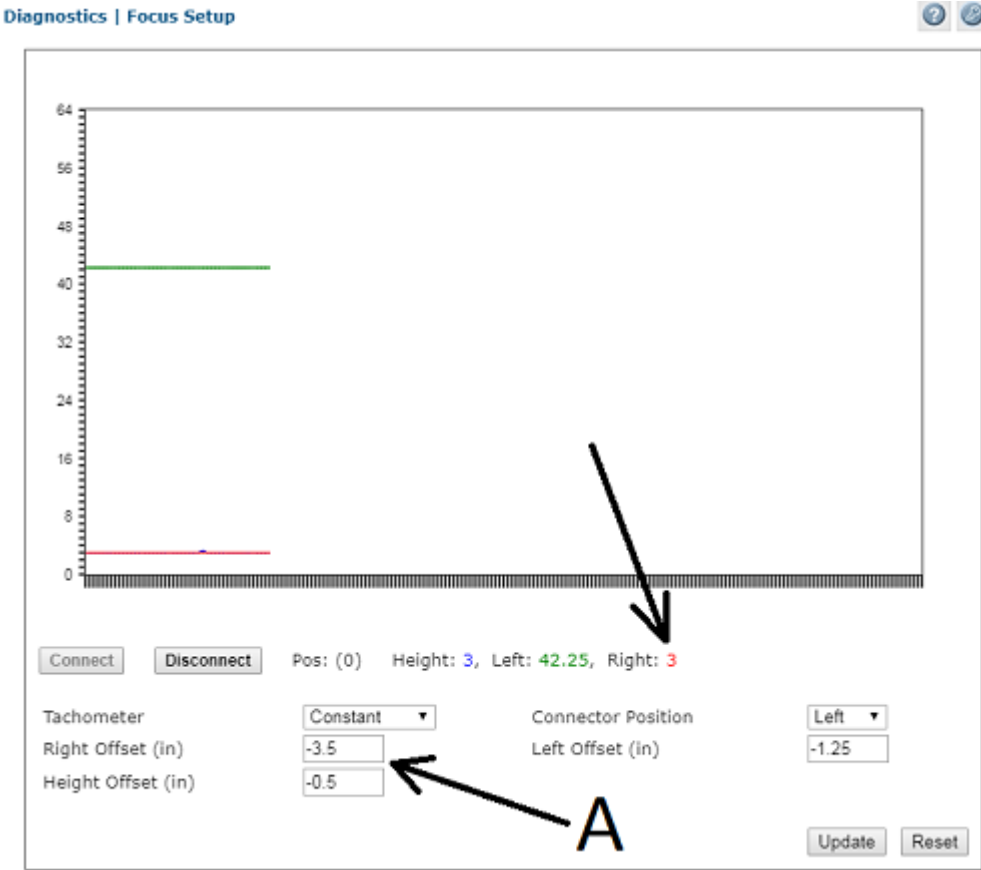 Diagnostics | Focus Setup
64
56
48
40
32
24
16
8
0
Connect Disconnect Pos: (0) Height: 3, Left: 42.25, Right: 3
Tachometer Constant Connector Position Left
Right Offset (in) -3.5 Left Offset (in) -1.25
Height Offset (in) -0.5
A
Update Reset